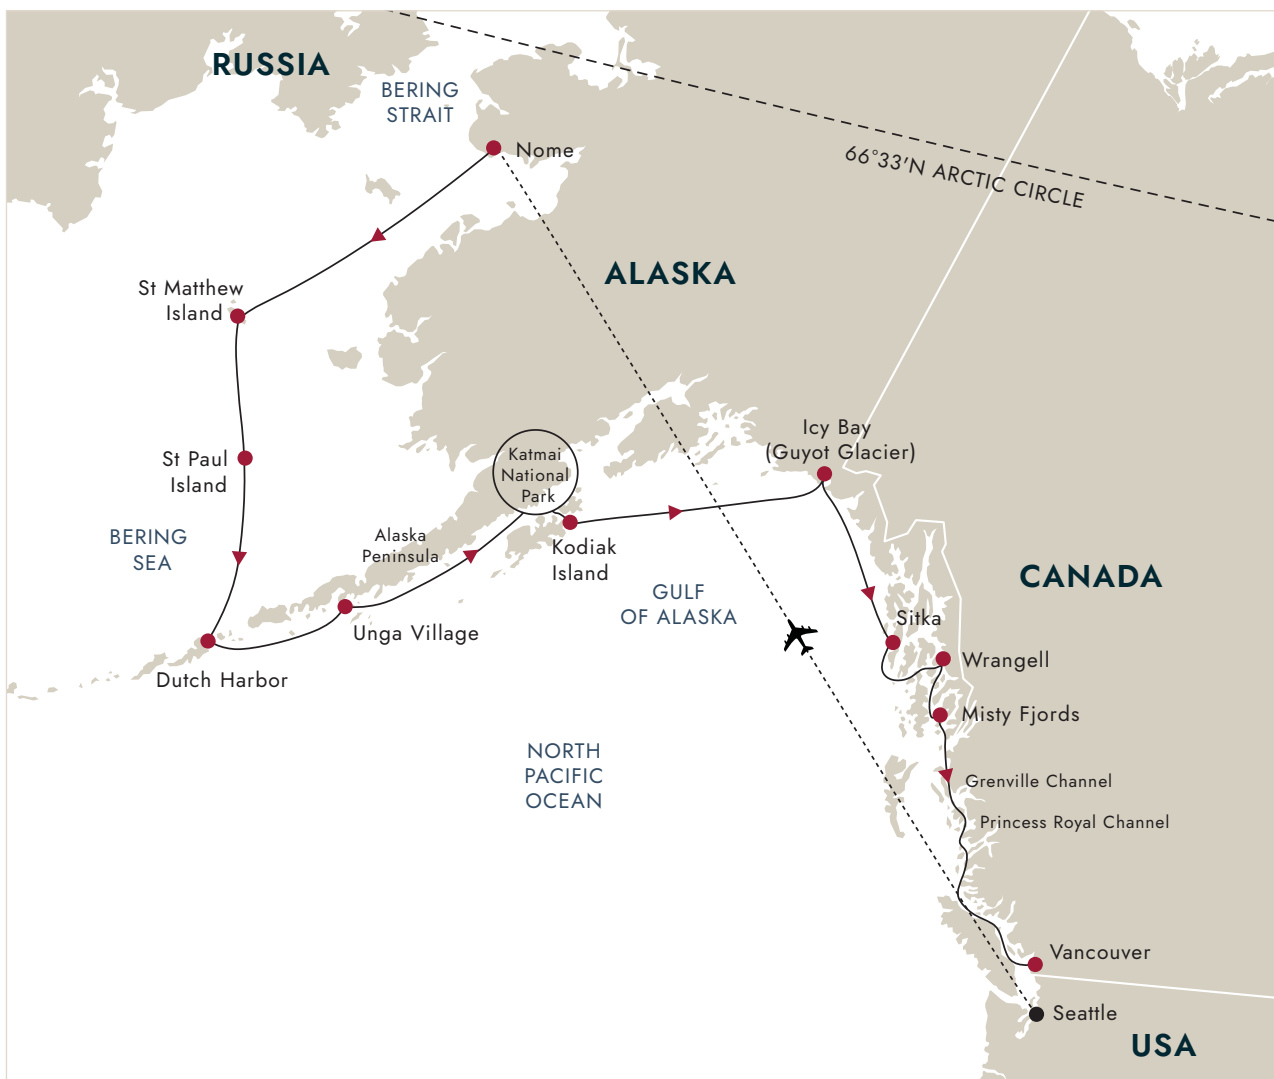 RUSSIA
BERING
STRAIT
Nome
66°33'N ARCTIC CIRCLE
ALASKA
St Matthew
Island
Icy Bay
(Guyot Glacier)
Katmai
National
Park
St Paul
Island
BERING
SEA
Alaska
Peninsula
Kodiak
Island
CANADA
GULF
OF ALASKA
Sitka
Unga Village
Wrangell
Dutch Harbor
Misty Fjords
NORTH
PACIFIC
OCEAN
Grenville Channel
Princess Royal Channel
Vancouver
Seattle
USA